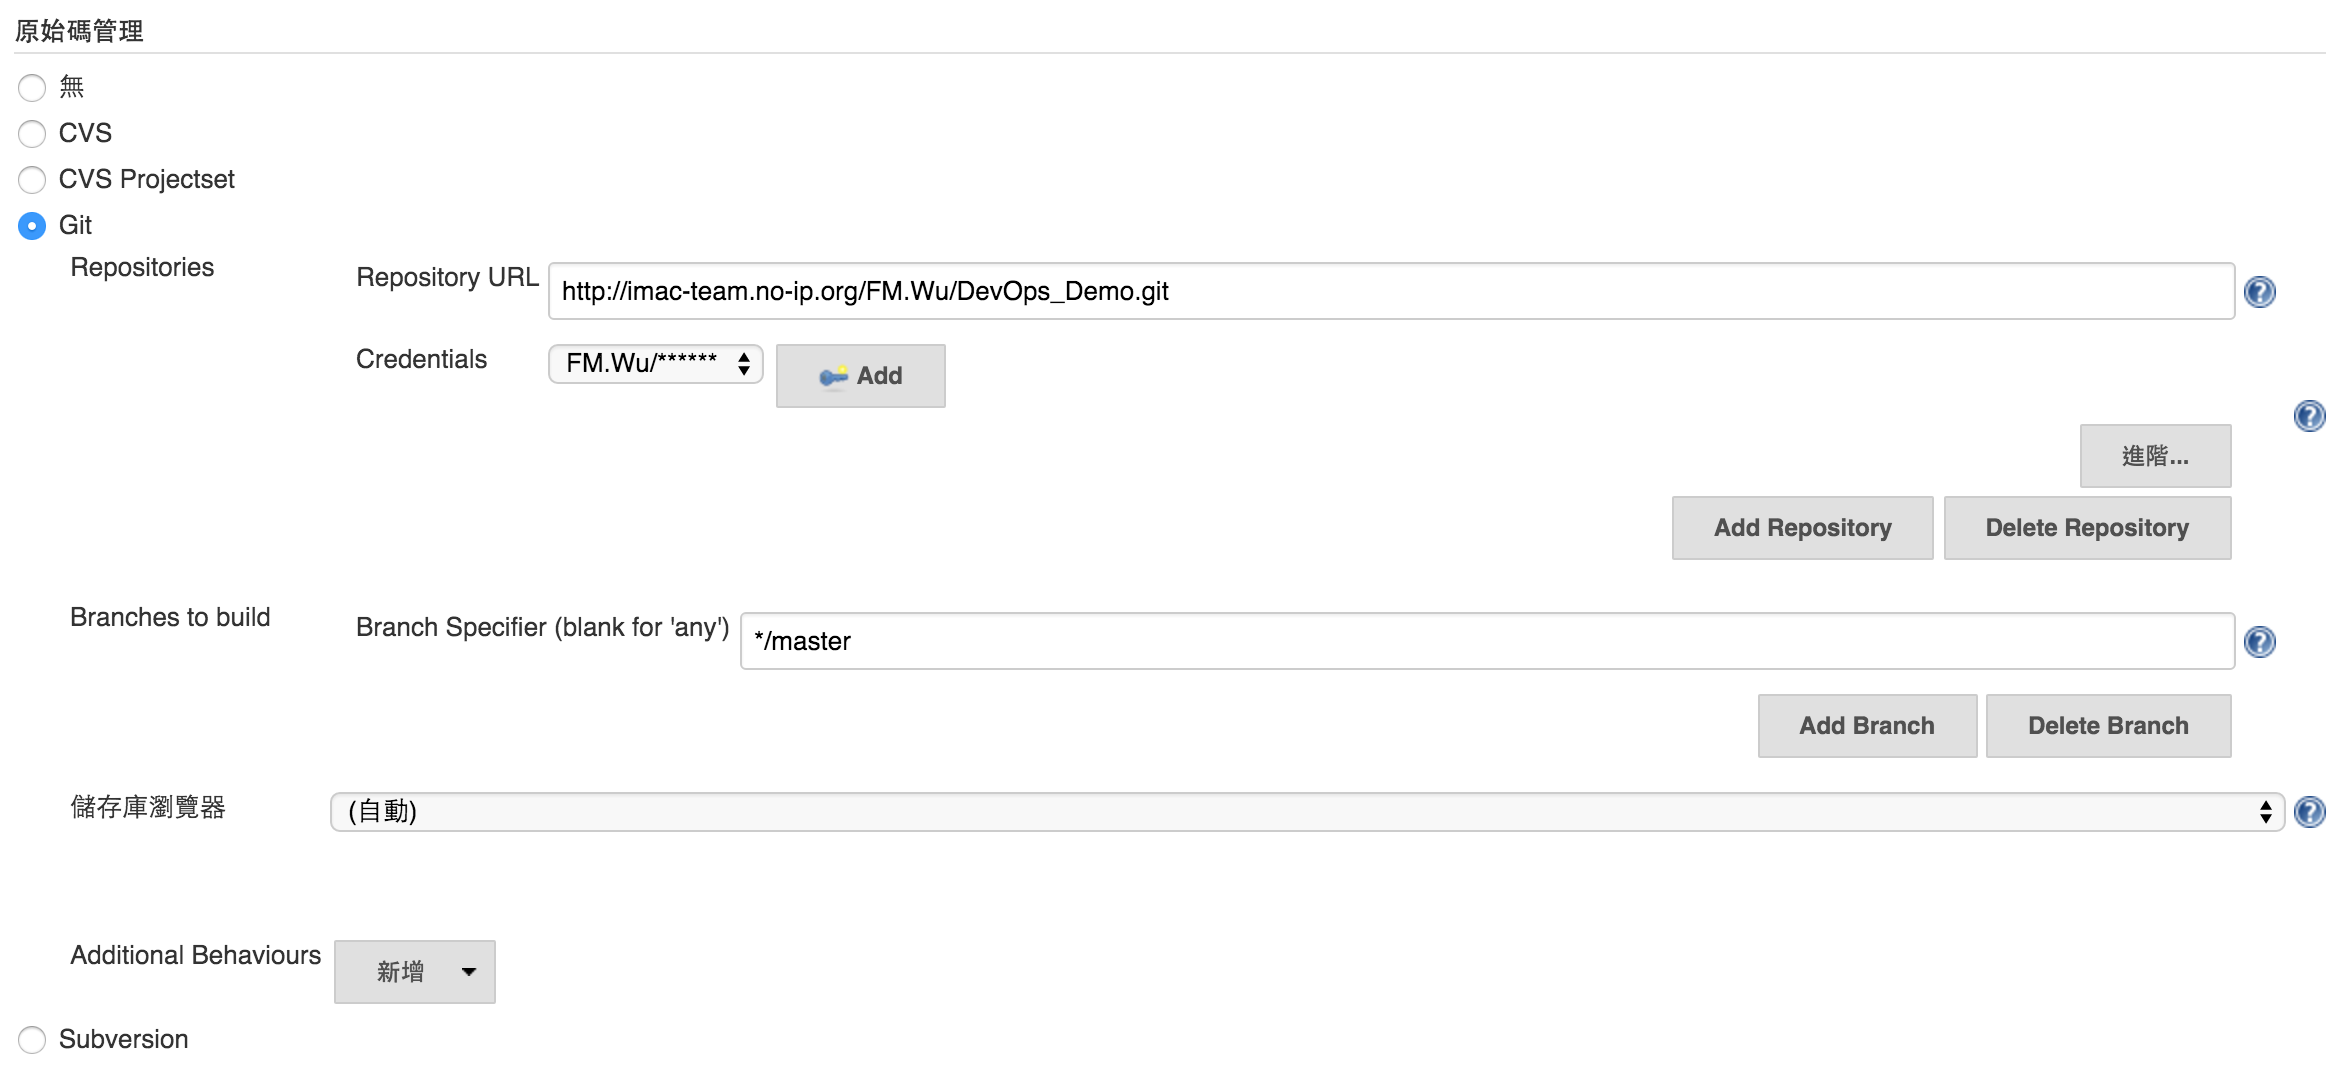 原始碼管理
無
CVS
CVS Projectset
Git
Repositories
Repository URL http://imac-team.no-ip.org/FM.Wu/DevOps_Demo.git
Credentials FM.Wu/****** Add
進階...
Add Repository Delete Repository
Branches to build
Branch Specifier (blank for 'any') */master
Add Branch Delete Branch
儲存庫瀏覽器 (自動)
Additional Behaviours 新增
Subversion